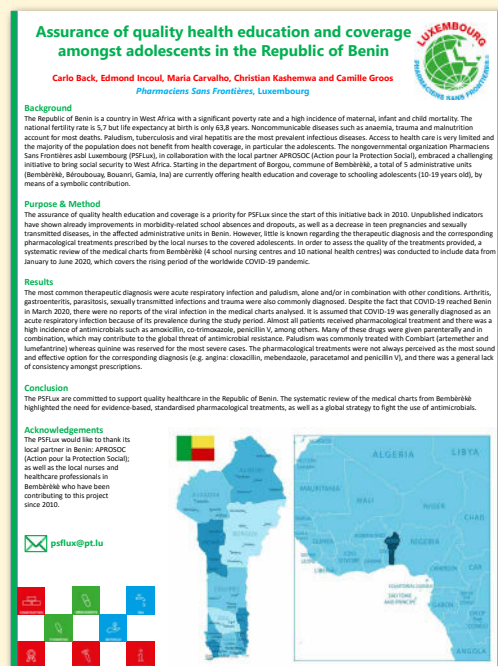 Assurance of quality health education and coverage
amongst adolescents in the Republic of Benin
LUXEMBOURG
PHARMACIENS SANS FRONTIÈRES
Carlo Back, Edmond Incoul, Maria Carvalho, Christian Kashemwa and Camille Groos
Pharmaciens Sans Frontières, Luxembourg
Background
The Republic of Benin is a country in West Africa with a significant poverty rate and a high incidence of maternal, infant and child mortality. The
national fertility rate is 5,7 but life expectancy at birth is only 63,8 years. Noncommunicable diseases such as anaemia, trauma and malnutrition
account for most deaths. Paludism, tuberculosis and viral hepatitis are the most prevalent infectious diseases. Access to health care is very limited and
the majority of the population does not benefit from health coverage, in particular the adolescents. The nongovernmental organization Pharmaciens
Sans Frontières asbl Luxembourg (PSFLux), in collaboration with the local partner APROSOC (Action pour la Protection Social), embraced a challenging
initiative to bring social security to West Africa. Starting in the department of Borgou, commune of Bembèrèkè, a total of 5 administrative units
(Bembèrèkè, Béroubouay, Bouanri, Gamia, Ina) are currently offering health education and coverage to schooling adolescents (10-19 years old), by
means of a symbolic contribution.
Purpose & Method
The assurance of quality health education and coverage is a priority for PSFLux since the start of this initiative back in 2010. Unpublished indicators
have shown already improvements in morbidity-related school absences and dropouts, as well as a decrease in teen pregnancies and sexually
transmitted diseases, in the affected administrative units in Benin. However, little is known regarding the therapeutic diagnosis and the corresponding
pharmacological treatments prescribed by the local nurses to the covered adolescents. In order to assess the quality of the treatments provided, a
systematic review of the medical charts from Bembèrèkè (4 school nursing centres and 10 national health centres) was conducted to include data from
January to June 2020, which covers the rising period of the worldwide COVID-19 pandemic.
Results
The most common therapeutic diagnosis were acute respiratory infection and paludism, alone and/or in combination with other conditions. Arthritis,
gastroenteritis, parasitosis, sexually transmitted infections and trauma were also commonly diagnosed. Despite the fact that COVID-19 reached Benin
in March 2020, there were no reports of the viral infection in the medical charts analysed. It is assumed that COVID-19 was generally diagnosed as an
acute respiratory infection because of its prevalence during the study period. Almost all patients received pharmacological treatment and there was a
high incidence of antimicrobials such as amoxicillin, co-trimoxazole, penicillin V, among others. Many of these drugs were given parenterally and in
combination, which may contribute to the global threat of antimicrobial resistance. Paludism was commonly treated with Combiart (artemether and
lumefantrine) whereas quinine was reserved for the most severe cases. The pharmacological treatments were not always perceived as the most sound
and effective option for the corresponding diagnosis (e.g. angina: cloxacillin, mebendazole, paracetamol and penicillin V), and there was a general lack
of consistency amongst prescriptions.
Conclusion
The PSFLux are committed to support quality healthcare in the Republic of Benin. The systematic review of the medical charts from Bembèrèkè
highlighted the need for evidence-based, standardised pharmacological treatments, as well as a global strategy to fight the use of antimicrobials.
Acknowledgements
The PSFLux would like to thank its
local partner in Benin: APROSOC
(Action pour la Protection Social);
as well as the local nurses and
healthcare professionals in
Bembèrèkè who have been
contributing to this project
since 2010.
psflux@pt.lu
ALGERIA
LIBYA
MAURITANIA
MALI
NIGER
CHAD
NIGERIA
CAR
GABON
ANGOLA